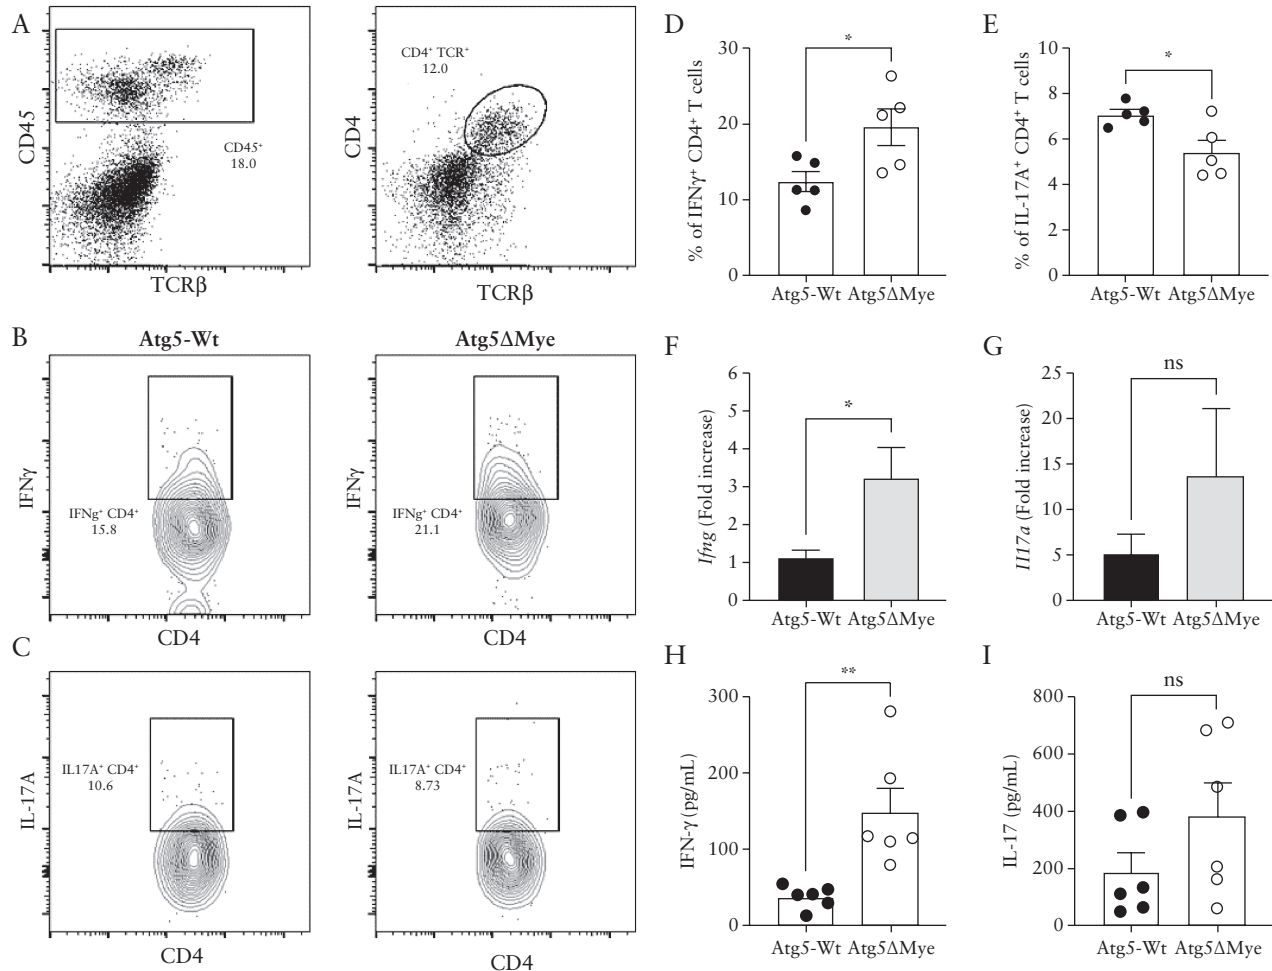 A
CD45
CD45⁺
18.0
TCRβ
CD4
CD4⁺ TCR⁺
12.0
TCRβ
D
% of IFNγ⁺ CD4⁺ T cells
30
20
10
0
*
Atg5-Wt Atg5ΔMye
E
% of IL-17A⁺ CD4⁺ T cells
10
8
6
4
2
0
*
Atg5-Wt Atg5ΔMye
B
Atg5-Wt
Atg5ΔMye
IFNγ
IFNg⁺ CD4⁺
15.8
CD4
IFNγ
IFNg⁺ CD4⁺
21.1
CD4
F
Ifng (Fold increase)
6
5
4
3
2
1
0
*
Atg5-Wt Atg5ΔMye
G
Il17a (Fold increase)
25
20
15
10
5
0
ns
Atg5-Wt Atg5ΔMye
C
IL-17A
IL17A⁺ CD4⁺
10.6
CD4
IL-17A
IL17A⁺ CD4⁺
8.73
CD4
H
IFN-γ (pg/mL)
300
200
100
0
**
Atg5-Wt Atg5ΔMye
I
IL-17 (pg/mL)
800
600
400
200
0
ns
Atg5-Wt Atg5ΔMye